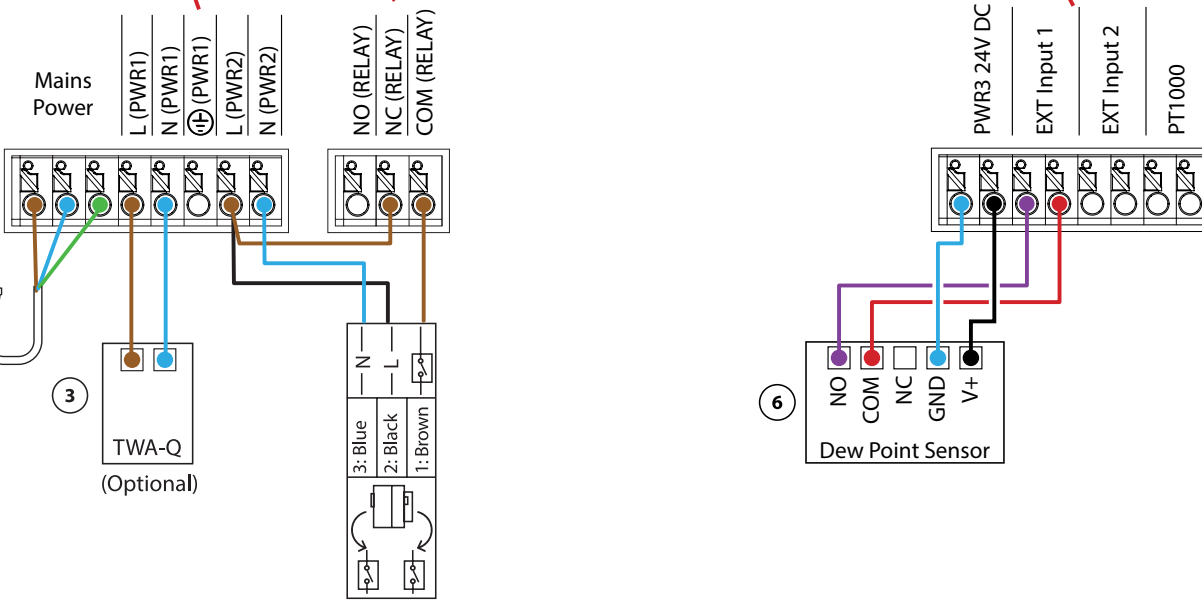 Mains
Power
L (PWR1)
N (PWR1)
(PWR1)
L (PWR2)
N (PWR2)
NO (RELAY)
NC (RELAY)
COM (RELAY)
PWR3 24V DC
EXT Input 1
EXT Input 2
PT1000
3
TWA-Q
(Optional)
N
L
3: Blue
2: Black
1: Brown
6
NO
COM
NC
GND
V+
Dew Point Sensor